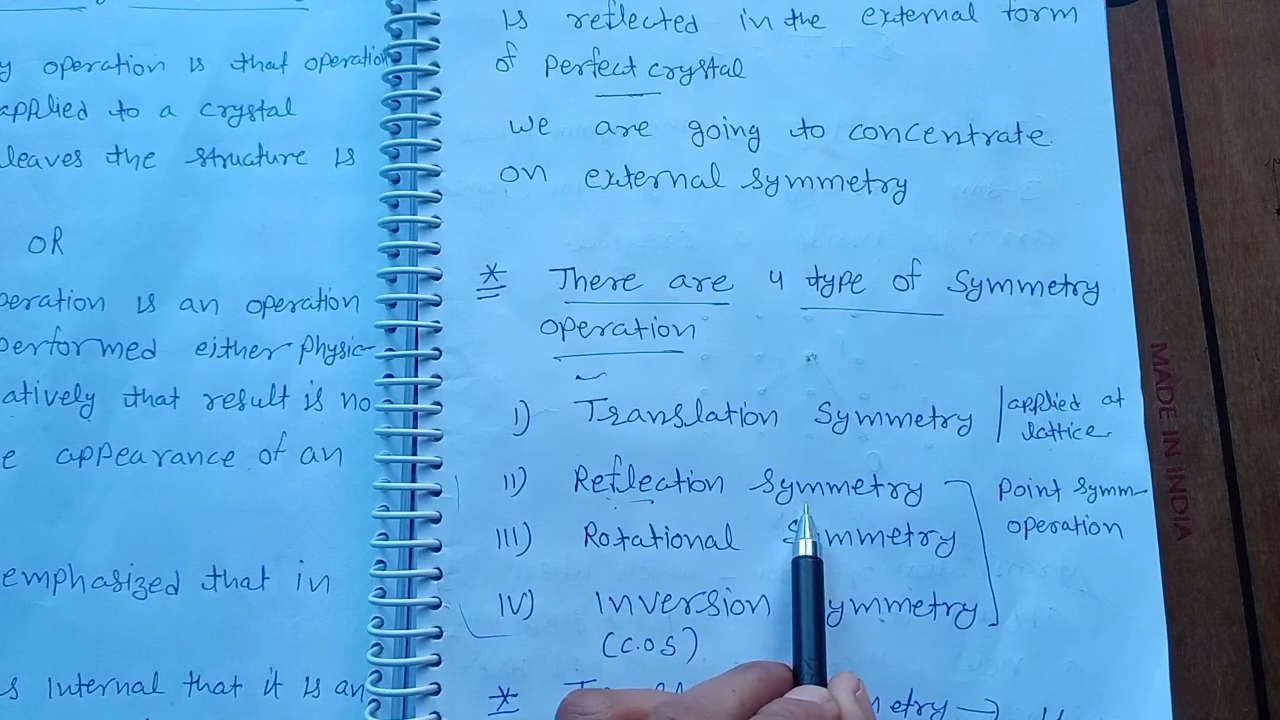 y operation is that operation
applied to a crystal
leaves the structure is
OR
peration is an operation
performed either physic-
atively that result is no
e appearance of an
emphasized that in
s internal that it is an
is reflected in the external form
of perfect crystal
we are going to concentrate
on external symmetry
* There are 4 type of symmetry
operation
I) Translation symmetry | applied at
lattice
II) Reflection symmetry
Point symm-
operation
III) Rotational symmetry
IV) Inversion symmetry
(C.O.S)
*
metry →
MADE IN INDIA